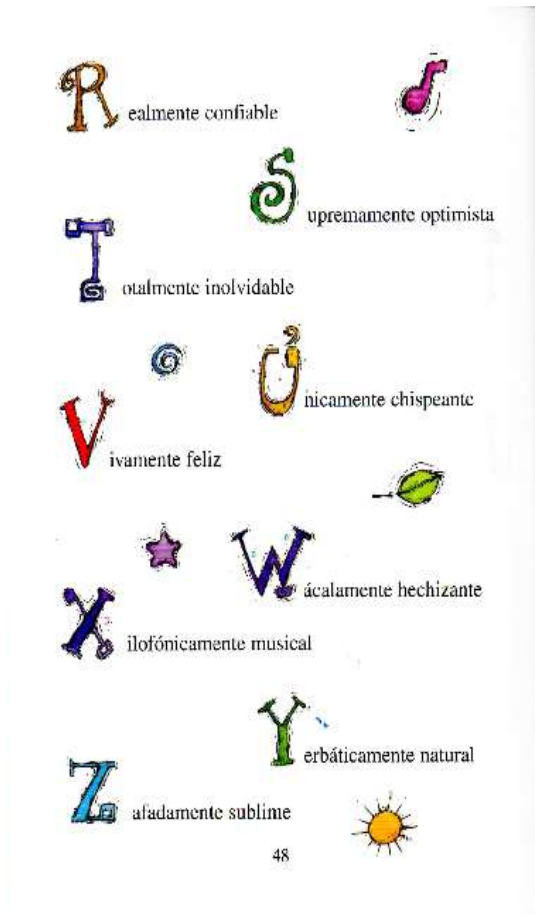 Realmente confiable
Supremamente optimista
Totalmente inolvidable
Únicamente chispeante
Vivamente feliz
Wácalamente hechizante
Xilofónicamente musical
Yerbáticamente natural
Zafadamente sublime
48